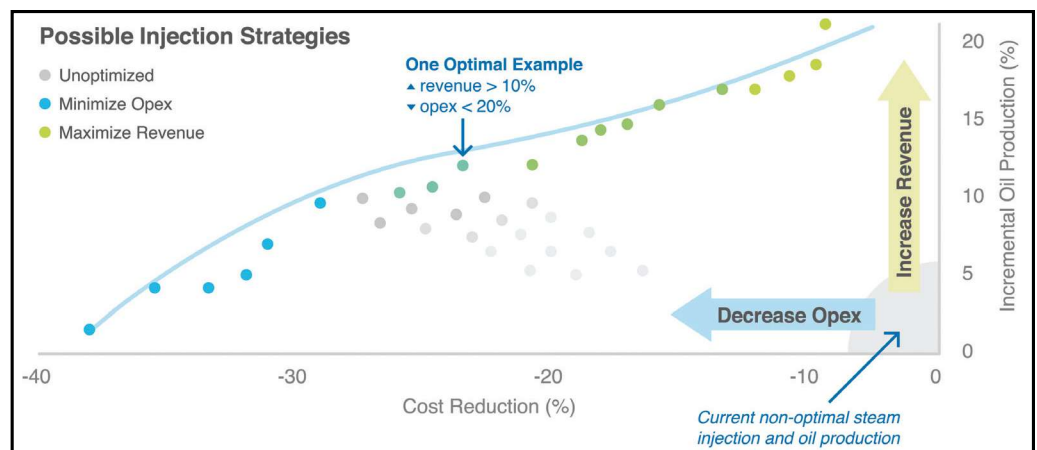 Possible Injection Strategies
Unoptimized
Minimize Opex
Maximize Revenue
One Optimal Example
▲ revenue > 10%
▼ opex < 20%
Increase Revenue
Decrease Opex
20
15
10
5
0
Incremental Oil Production (%)
-40
-30
-20
-10
0
Cost Reduction (%)
Current non-optimal steam
injection and oil production